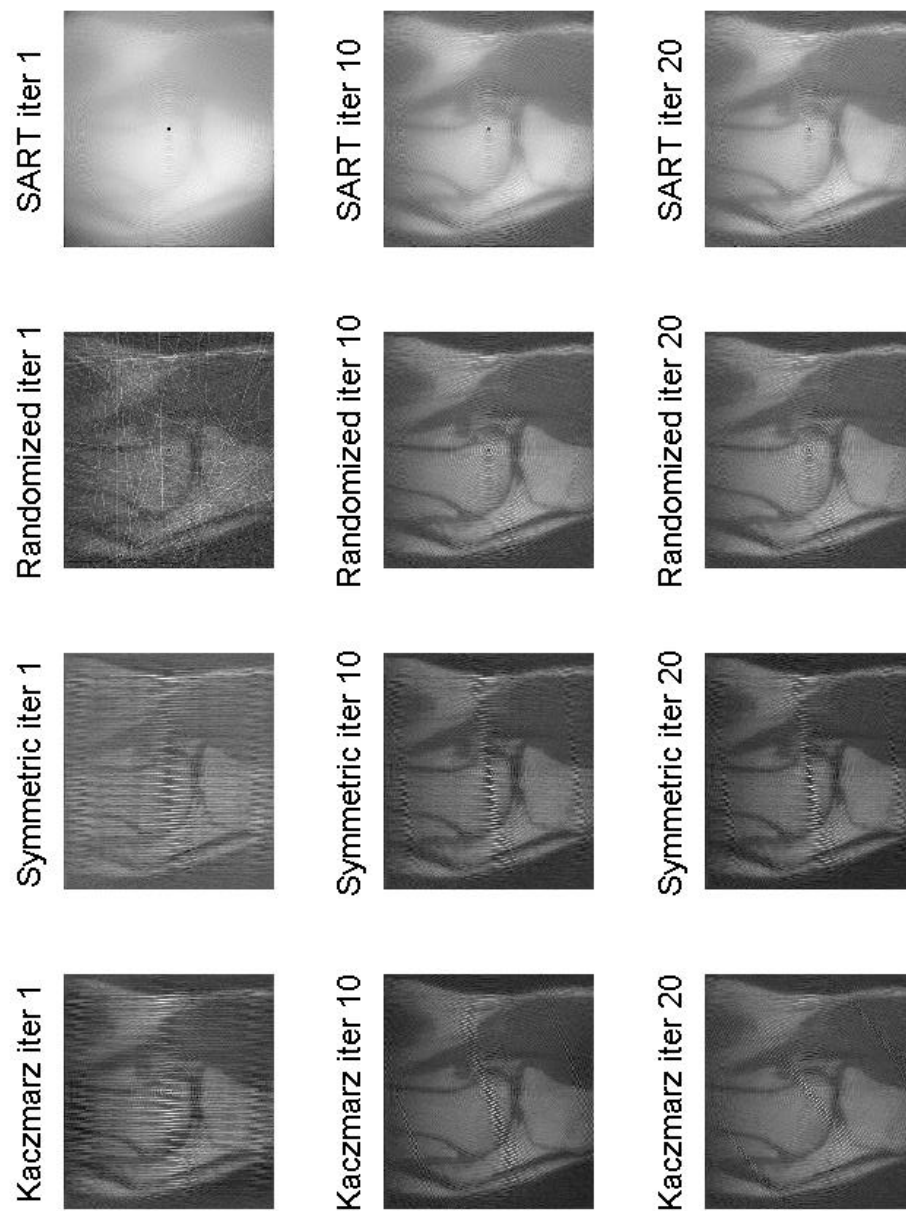 Kaczmarz iter 1
Symmetric iter 1
Randomized iter 1
SART iter 1
Kaczmarz iter 10
Symmetric iter 10
Randomized iter 10
SART iter 10
Kaczmarz iter 20
Symmetric iter 20
Randomized iter 20
SART iter 20